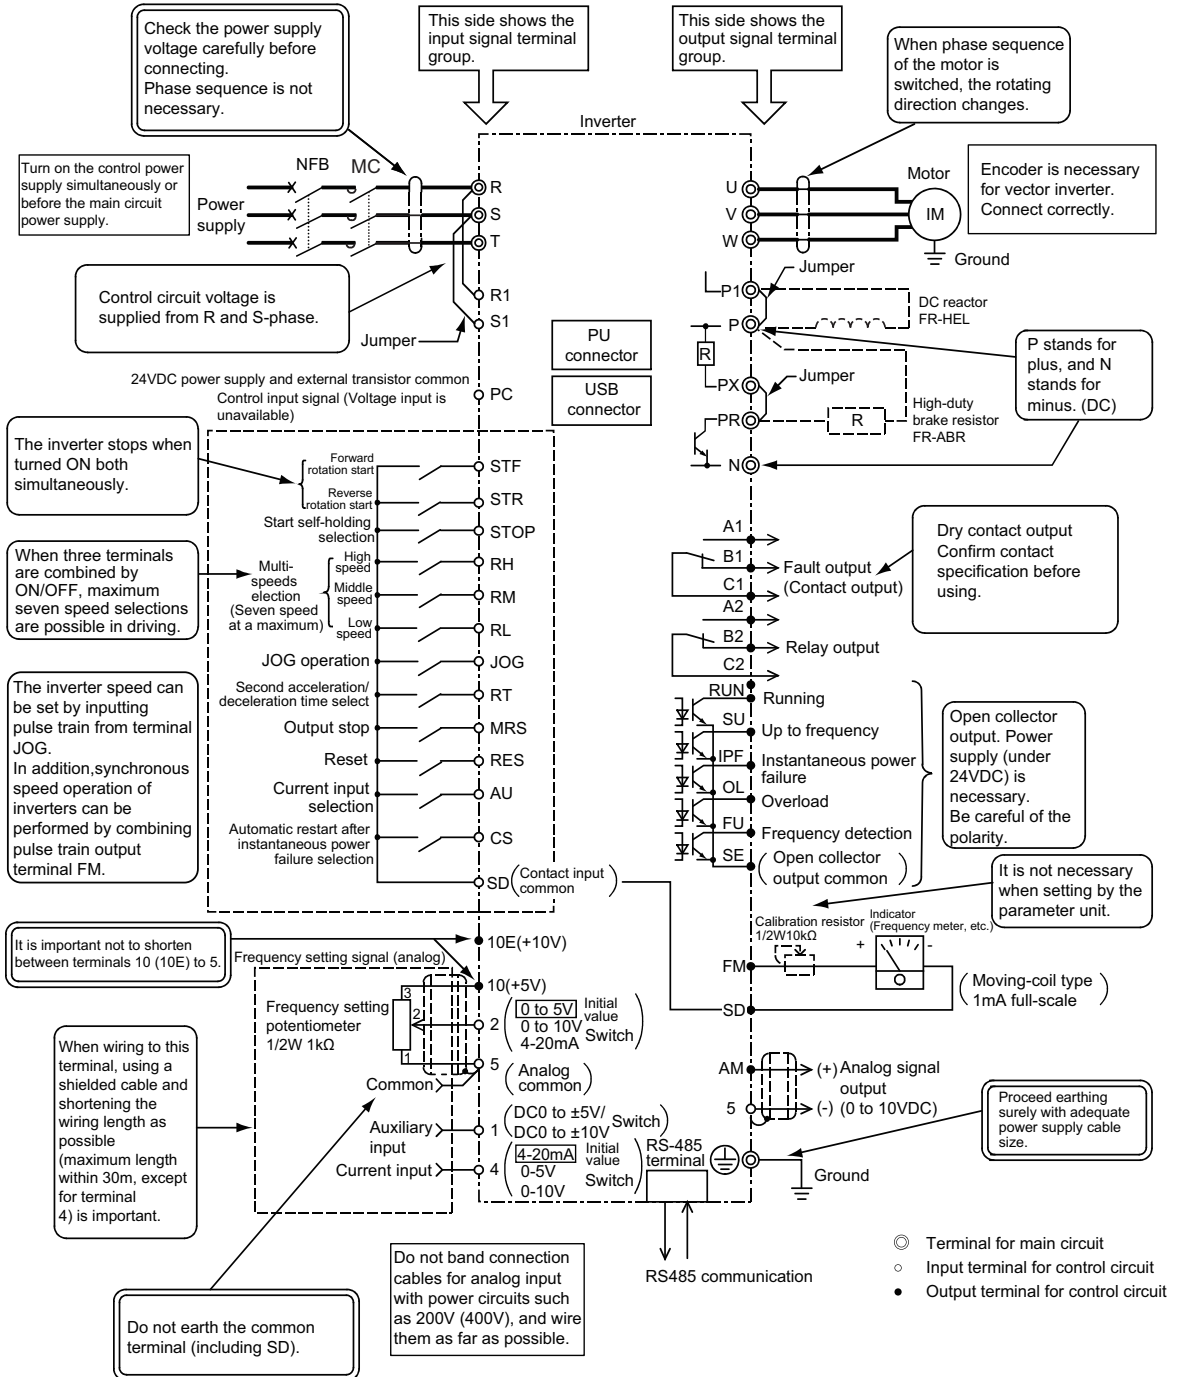 Check the power supply
voltage carefully before
connecting.
Phase sequence is not
necessary.
This side shows the
input signal terminal
group.
This side shows the
output signal terminal
group.
When phase sequence
of the motor is
switched, the rotating
direction changes.
Inverter
Turn on the control power
supply simultaneously or
before the main circuit
power supply.
NFB
MC
Power
supply
R
S
T
U
V
W
Motor
IM
Ground
Encoder is necessary
for vector inverter.
Connect correctly.
Control circuit voltage is
supplied from R and S-phase.
R1
S1
Jumper
P1
Jumper
P
R
DC reactor
FR-HEL
P stands for
plus, and N
stands for
minus. (DC)
PU
connector
USB
connector
24VDC power supply and external transistor common
Control input signal (Voltage input is
unavailable)
PC
PX
Jumper
PR
R
High-duty
brake resistor
FR-ABR
N
The inverter stops when
turned ON both
simultaneously.
Forward
rotation start
STF
Reverse
rotation start
STR
Start self-holding
selection
STOP
When three terminals
are combined by
ON/OFF, maximum
seven speed selections
are possible in driving.
Multi-
speeds
election
(Seven speed
at a maximum)
High
speed
RH
Middle
speed
RM
Low
speed
RL
JOG operation
JOG
Second acceleration/
deceleration time select
RT
Output stop
MRS
Reset
RES
Current input
selection
AU
Automatic restart after
instantaneous power
failure selection
CS
SD
(Contact input
common)
The inverter speed can
be set by inputting
pulse train from terminal
JOG.
In addition,synchronous
speed operation of
inverters can be
performed by combining
pulse train output
terminal FM.
A1
B1
C1
Fault output
(Contact output)
Dry contact output
Confirm contact
specification before
using.
A2
B2
C2
Relay output
RUN
Running
SU
Up to frequency
IPF
Instantaneous power
failure
OL
Overload
FU
Frequency detection
SE
(Open collector
output common)
Open collector
output. Power
supply (under
24VDC) is
necessary.
Be careful of the
polarity.
It is not necessary
when setting by the
parameter unit.
Calibration resistor
1/2W10kΩ
Indicator
(Frequency meter, etc.)
+
-
FM
SD
(Moving-coil type
1mA full-scale)
It is important not to shorten
between terminals 10 (10E) to 5.
10E(+10V)
Frequency setting signal (analog)
10(+5V)
Frequency setting
potentiometer
1/2W 1kΩ
3
2
1
2
(0 to 5V
0 to 10V
4-20mA
Initial
value
Switch)
5
(Analog
common)
Common
Auxiliary
input
1
(DC0 to ±5V/
DC0 to ±10V
Switch)
Current input
4
(4-20mA
0-5V
0-10V
Initial
value
Switch)
When wiring to this
terminal, using a
shielded cable and
shortening the
wiring length as
possible
(maximum length
within 30m, except
for terminal
4) is important.
AM
5
(+) Analog signal
output
(-) (0 to 10VDC)
RS-485
terminal
Ground
Proceed earthing
surely with adequate
power supply cable
size.
RS485 communication
Do not band connection
cables for analog input
with power circuits such
as 200V (400V), and wire
them as far as possible.
Do not earth the common
terminal (including SD).
Terminal for main circuit
Input terminal for control circuit
Output terminal for control circuit